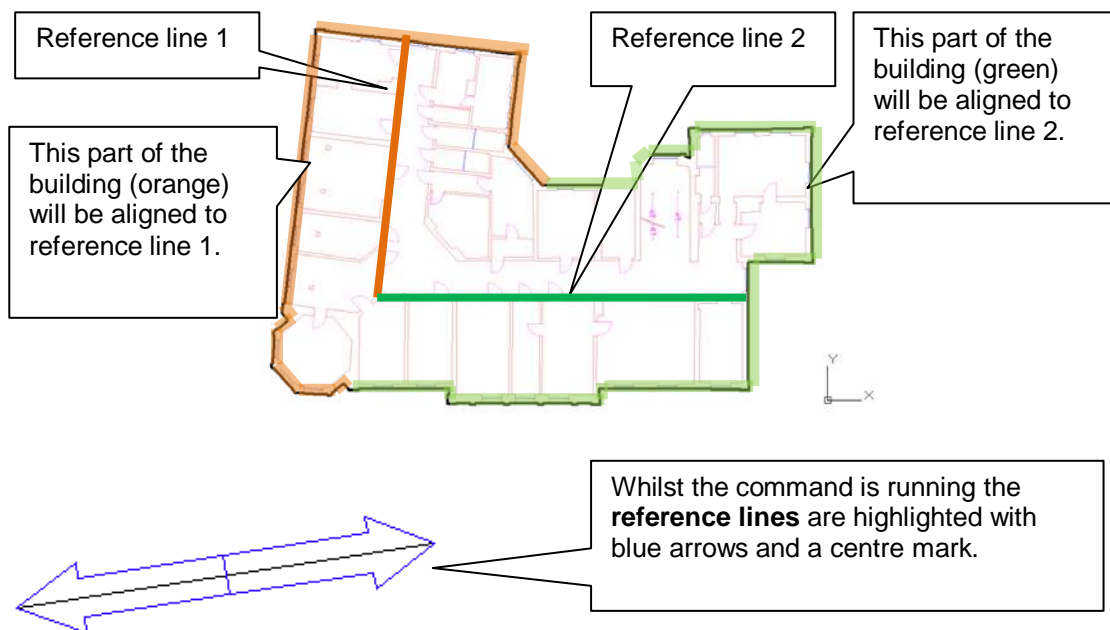 Reference line 1
Reference line 2
This part of the
building (green)
will be aligned to
reference line 2.
This part of the
building (orange)
will be aligned to
reference line 1.
Y
X
Whilst the command is running the
reference lines are highlighted with
blue arrows and a centre mark.